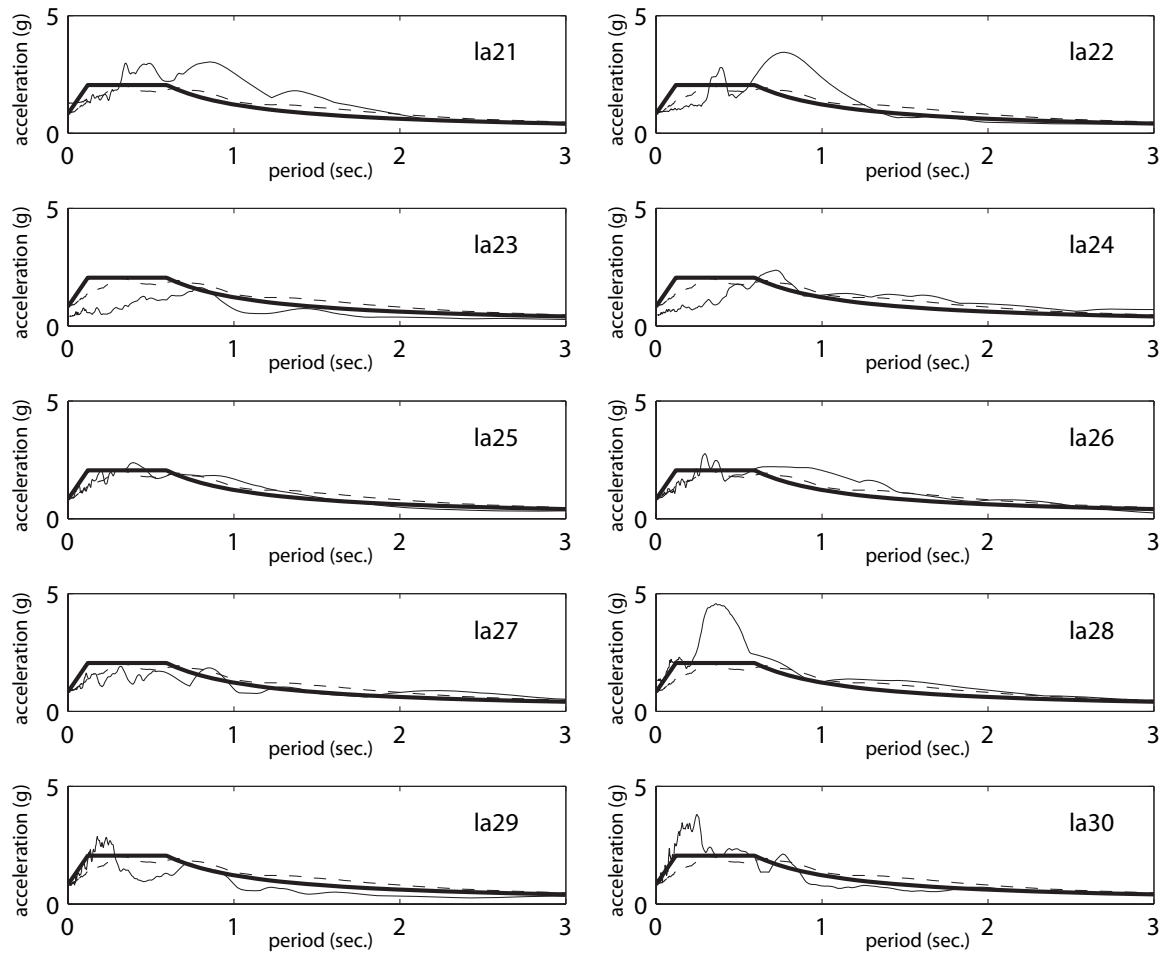 5
acceleration (g)
la21
0
0 1 2 3
period (sec.)
5
acceleration (g)
la22
0
0 1 2 3
period (sec.)
5
acceleration (g)
la23
0
0 1 2 3
period (sec.)
5
acceleration (g)
la24
0
0 1 2 3
period (sec.)
5
acceleration (g)
la25
0
0 1 2 3
period (sec.)
5
acceleration (g)
la26
0
0 1 2 3
period (sec.)
5
acceleration (g)
la27
0
0 1 2 3
period (sec.)
5
acceleration (g)
la28
0
0 1 2 3
period (sec.)
5
acceleration (g)
la29
0
0 1 2 3
period (sec.)
5
acceleration (g)
la30
0
0 1 2 3
period (sec.)